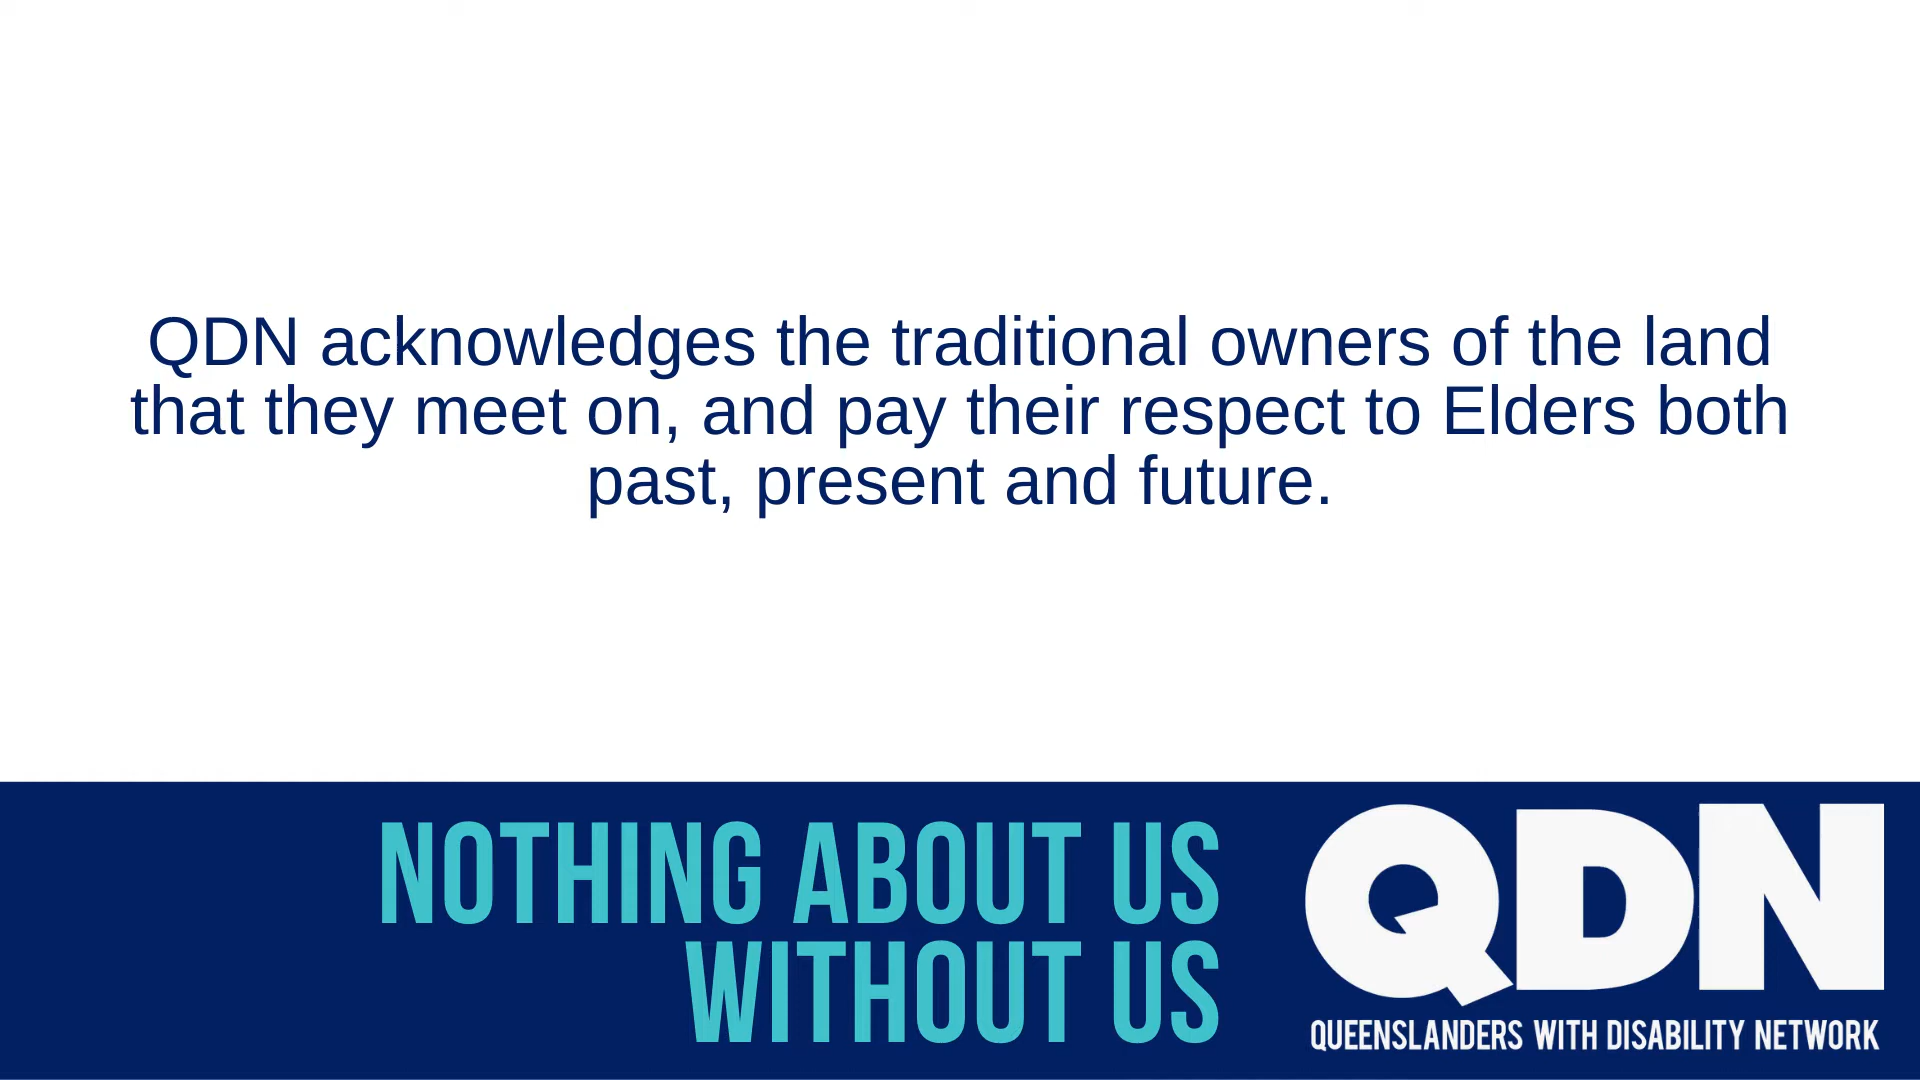 QDN acknowledges the traditional owners of the land
that they meet on, and pay their respect to Elders both
past, present and future.
NOTHING ABOUT US
WITHOUT US
QDN
QUEENSLANDERS WITH DISABILITY NETWORK